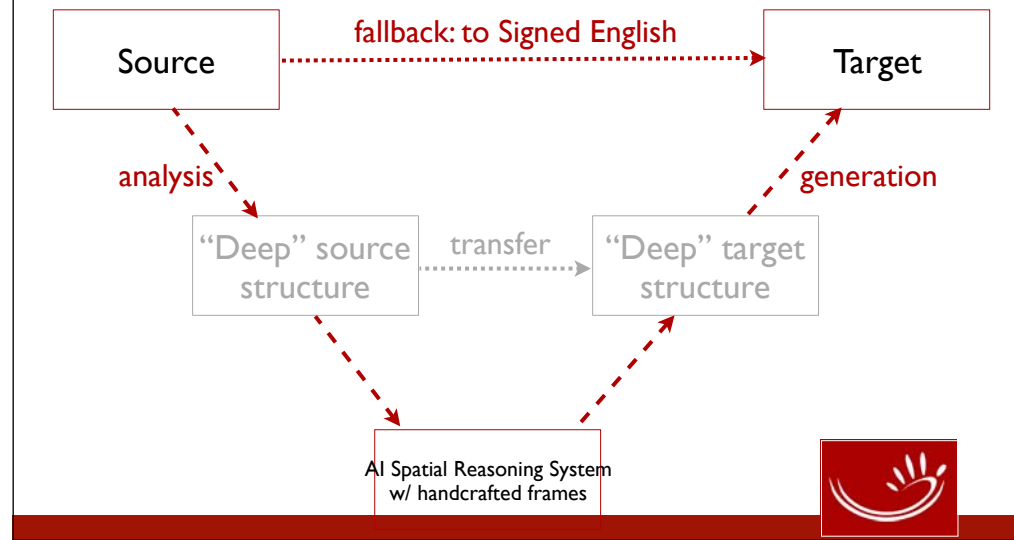 fallback: to Signed English
Source
Target
analysis
generation
“Deep” source
structure
transfer
“Deep” target
structure
AI Spatial Reasoning System
w/ handcrafted frames